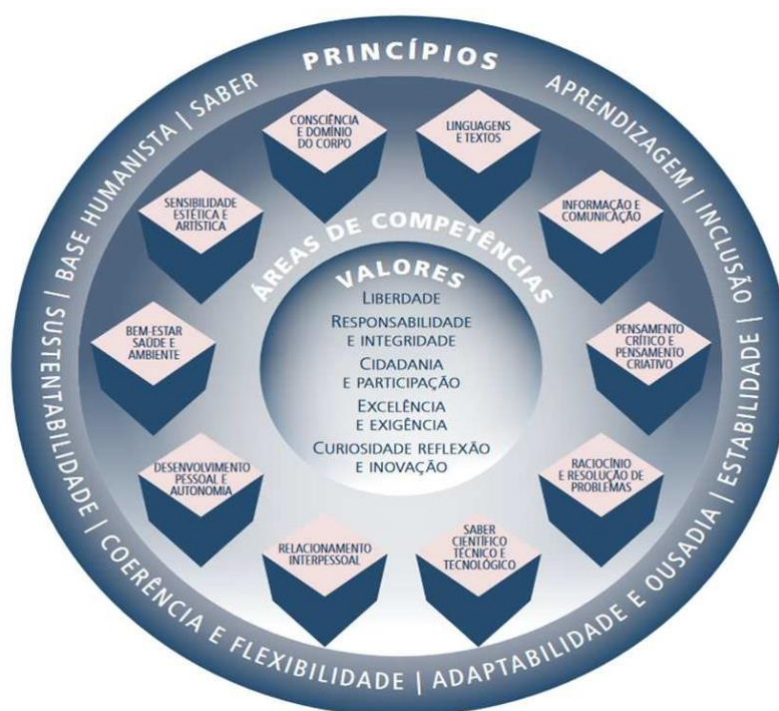 PRINCÍPIOS
BASE HUMANISTA | SABER
APRENDIZAGEM | INCLUSÃO |
ESTABILIDADE |
ADAPTABILIDADE E OUSADIA |
COERÊNCIA E FLEXIBILIDADE |
SUSTENTABILIDADE |
ÁREAS DE COMPETÊNCIAS
CONSCIÊNCIA
E DOMÍNIO
DO CORPO
LINGUAGENS
E TEXTOS
SENSIBILIDADE
ESTÉTICA E
ARTÍSTICA
INFORMAÇÃO E
COMUNICAÇÃO
BEM-ESTAR
SAÚDE E
AMBIENTE
PENSAMENTO
CRÍTICO E
PENSAMENTO
CRIATIVO
DESENVOLVIMENTO
PESSOAL E
AUTONOMIA
RACIOCÍNIO
E RESOLUÇÃO DE
PROBLEMAS
RELACIONAMENTO
INTERPESSOAL
SABER
CIENTÍFICO
TÉCNICO E
TECNOLÓGICO
VALORES
LIBERDADE
RESPONSABILIDADE
E INTEGRIDADE
CIDADANIA
E PARTICIPAÇÃO
EXCELÊNCIA
E EXIGÊNCIA
CURIOSIDADE REFLEXÃO
E INOVAÇÃO